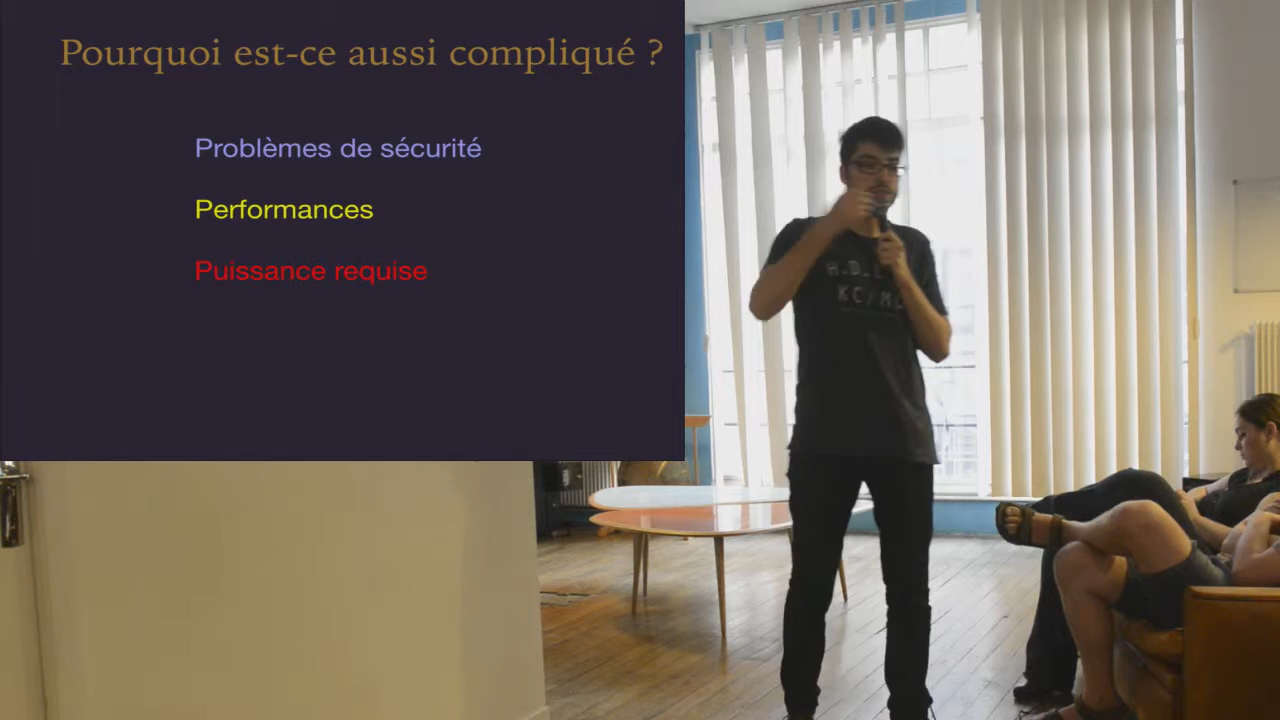 Pourquoi est-ce aussi compliqué ?
Problèmes de sécurité
Performances
Puissance requise